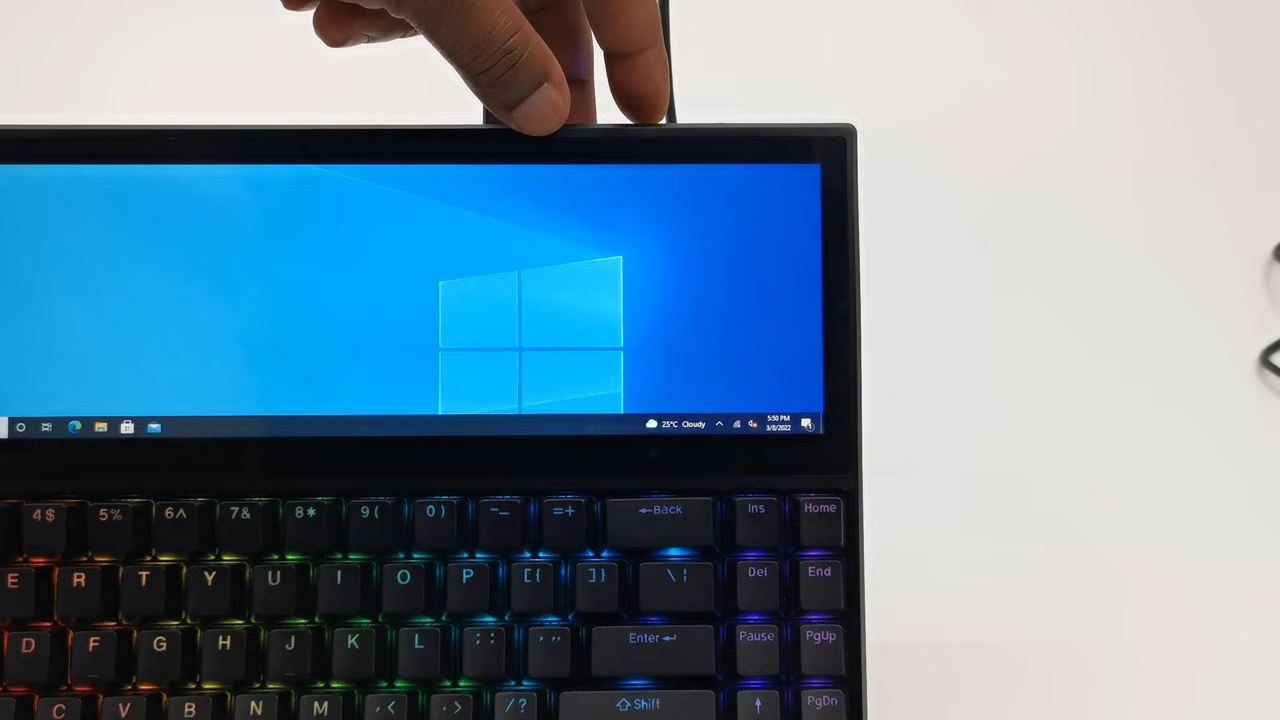 25°C Cloudy
5:50 PM
3/8/2022
4$ 5% 6^ 7& 8* 9( 0) -_ =+ ←Back Ins Home
E R T Y U I O P [{ ]} \¦ Del End
D F G H J K L ;: '" Enter↵ Pause PgUp
C V B N M ,< .> /? ⇧Shift ↑ PgDn